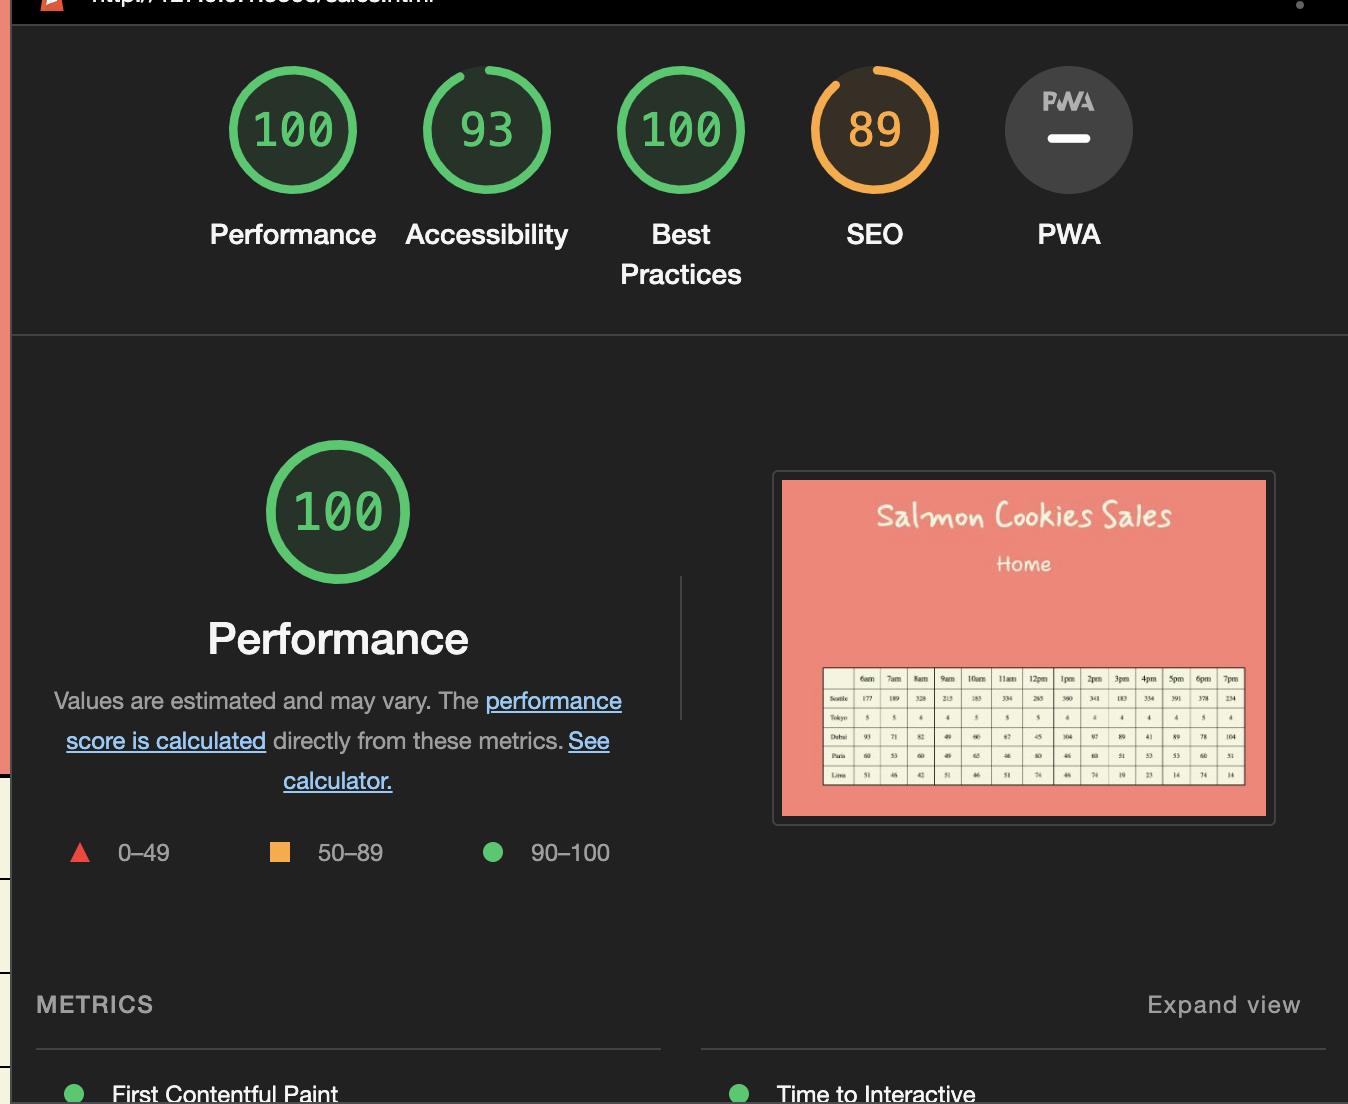 100
93
100
89
PWA
Performance
Accessibility
Best
Practices
SEO
PWA
100
Performance
Values are estimated and may vary. The performance
score is calculated directly from these metrics. See
calculator.
0–49
50–89
90–100
Salmon Cookies Sales
Home
6am 7am 8am 9am 10am 11am 12pm 1pm 2pm 3pm 4pm 5pm 6pm 7pm
Seattle 177 189 328 215 185 334 265 360 341 183 334 391 378 234
Tokyo 5 5 4 4 5 5 5 4 4 4 4 5 5 4
Dubai 93 71 82 49 60 67 45 104 97 89 41 89 78 104
Paris 60 53 60 49 65 46 60 46 60 51 53 53 60 51
Lima 51 46 42 51 46 51 74 46 74 19 23 14 74 14
METRICS
Expand view
First Contentful Paint
Time to Interactive